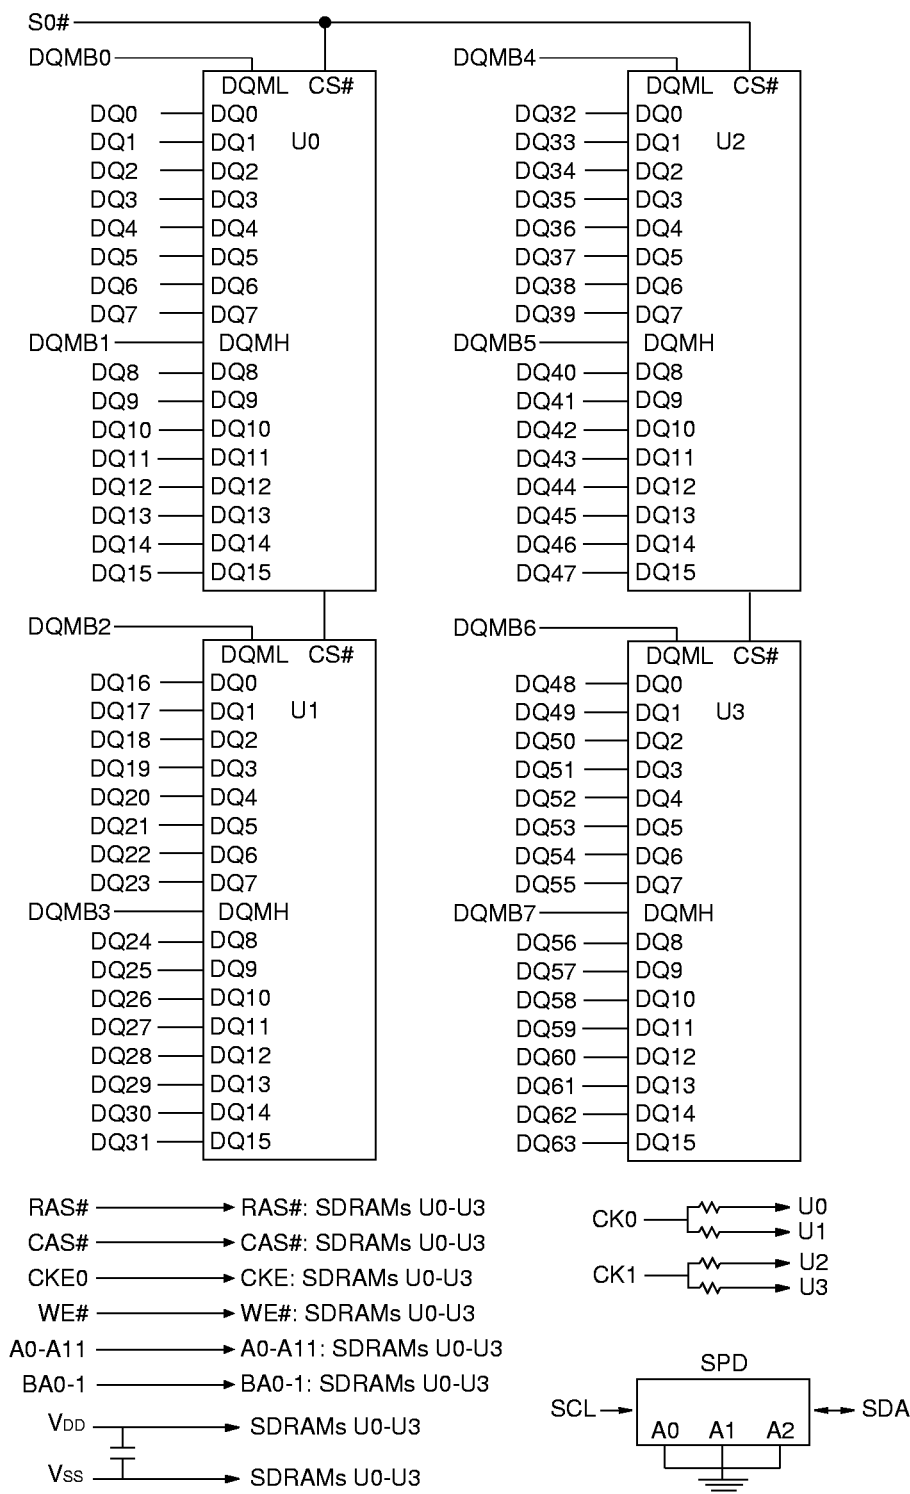 S0#
DQMB0
DQML CS#
DQ0 DQ0
DQ1 DQ1 U0
DQ2 DQ2
DQ3 DQ3
DQ4 DQ4
DQ5 DQ5
DQ6 DQ6
DQ7 DQ7
DQMB1 DQMH
DQ8 DQ8
DQ9 DQ9
DQ10 DQ10
DQ11 DQ11
DQ12 DQ12
DQ13 DQ13
DQ14 DQ14
DQ15 DQ15
DQMB4
DQML CS#
DQ32 DQ0
DQ33 DQ1 U2
DQ34 DQ2
DQ35 DQ3
DQ36 DQ4
DQ37 DQ5
DQ38 DQ6
DQ39 DQ7
DQMB5 DQMH
DQ40 DQ8
DQ41 DQ9
DQ42 DQ10
DQ43 DQ11
DQ44 DQ12
DQ45 DQ13
DQ46 DQ14
DQ47 DQ15
DQMB2
DQML CS#
DQ16 DQ0
DQ17 DQ1 U1
DQ18 DQ2
DQ19 DQ3
DQ20 DQ4
DQ21 DQ5
DQ22 DQ6
DQ23 DQ7
DQMB3 DQMH
DQ24 DQ8
DQ25 DQ9
DQ26 DQ10
DQ27 DQ11
DQ28 DQ12
DQ29 DQ13
DQ30 DQ14
DQ31 DQ15
DQMB6
DQML CS#
DQ48 DQ0
DQ49 DQ1 U3
DQ50 DQ2
DQ51 DQ3
DQ52 DQ4
DQ53 DQ5
DQ54 DQ6
DQ55 DQ7
DQMB7 DQMH
DQ56 DQ8
DQ57 DQ9
DQ58 DQ10
DQ59 DQ11
DQ60 DQ12
DQ61 DQ13
DQ62 DQ14
DQ63 DQ15
RAS# RAS#: SDRAMs U0-U3
CAS# CAS#: SDRAMs U0-U3
CKE0 CKE: SDRAMs U0-U3
WE# WE#: SDRAMs U0-U3
A0-A11 A0-A11: SDRAMs U0-U3
BA0-1 BA0-1: SDRAMs U0-U3
VDD SDRAMs U0-U3
VSS SDRAMs U0-U3
U0
CK0
U1
U2
CK1
U3
SPD
SCL SDA
A0 A1 A2